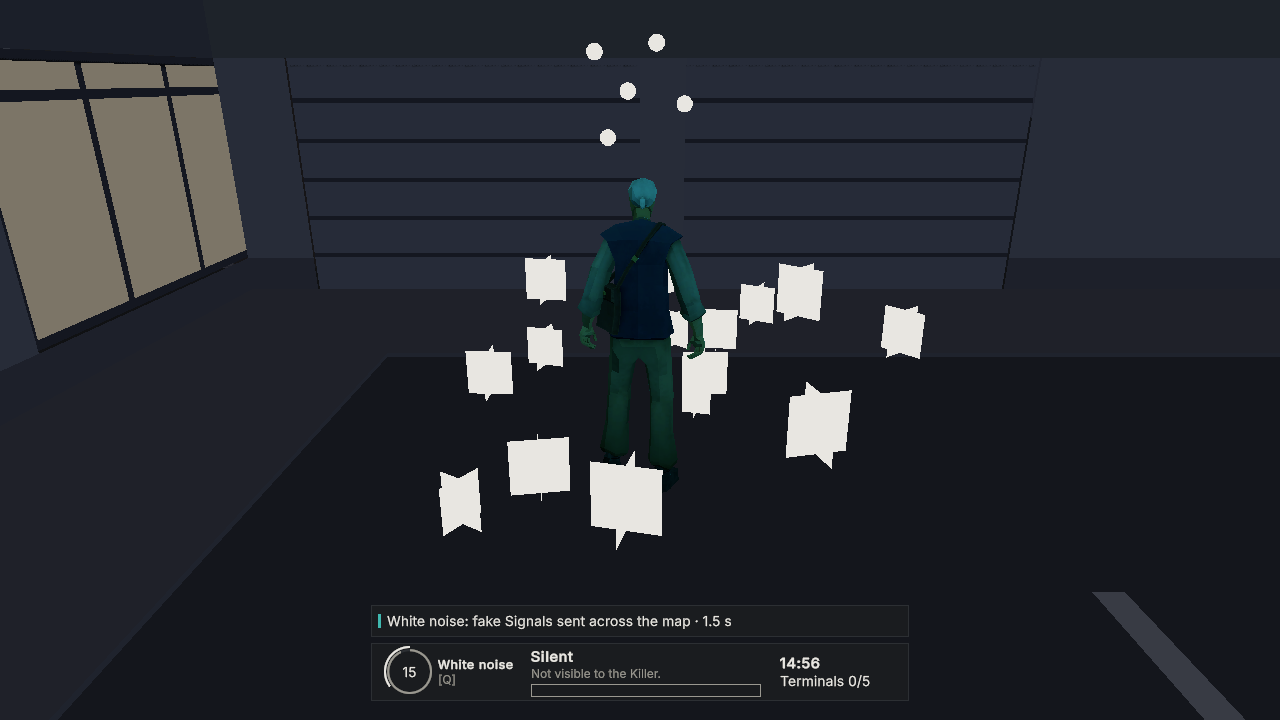 White noise: fake Signals sent across the map · 1.5 s
15
White noise
[Q]
Silent
Not visible to the Killer.
14:56
Terminals 0/5